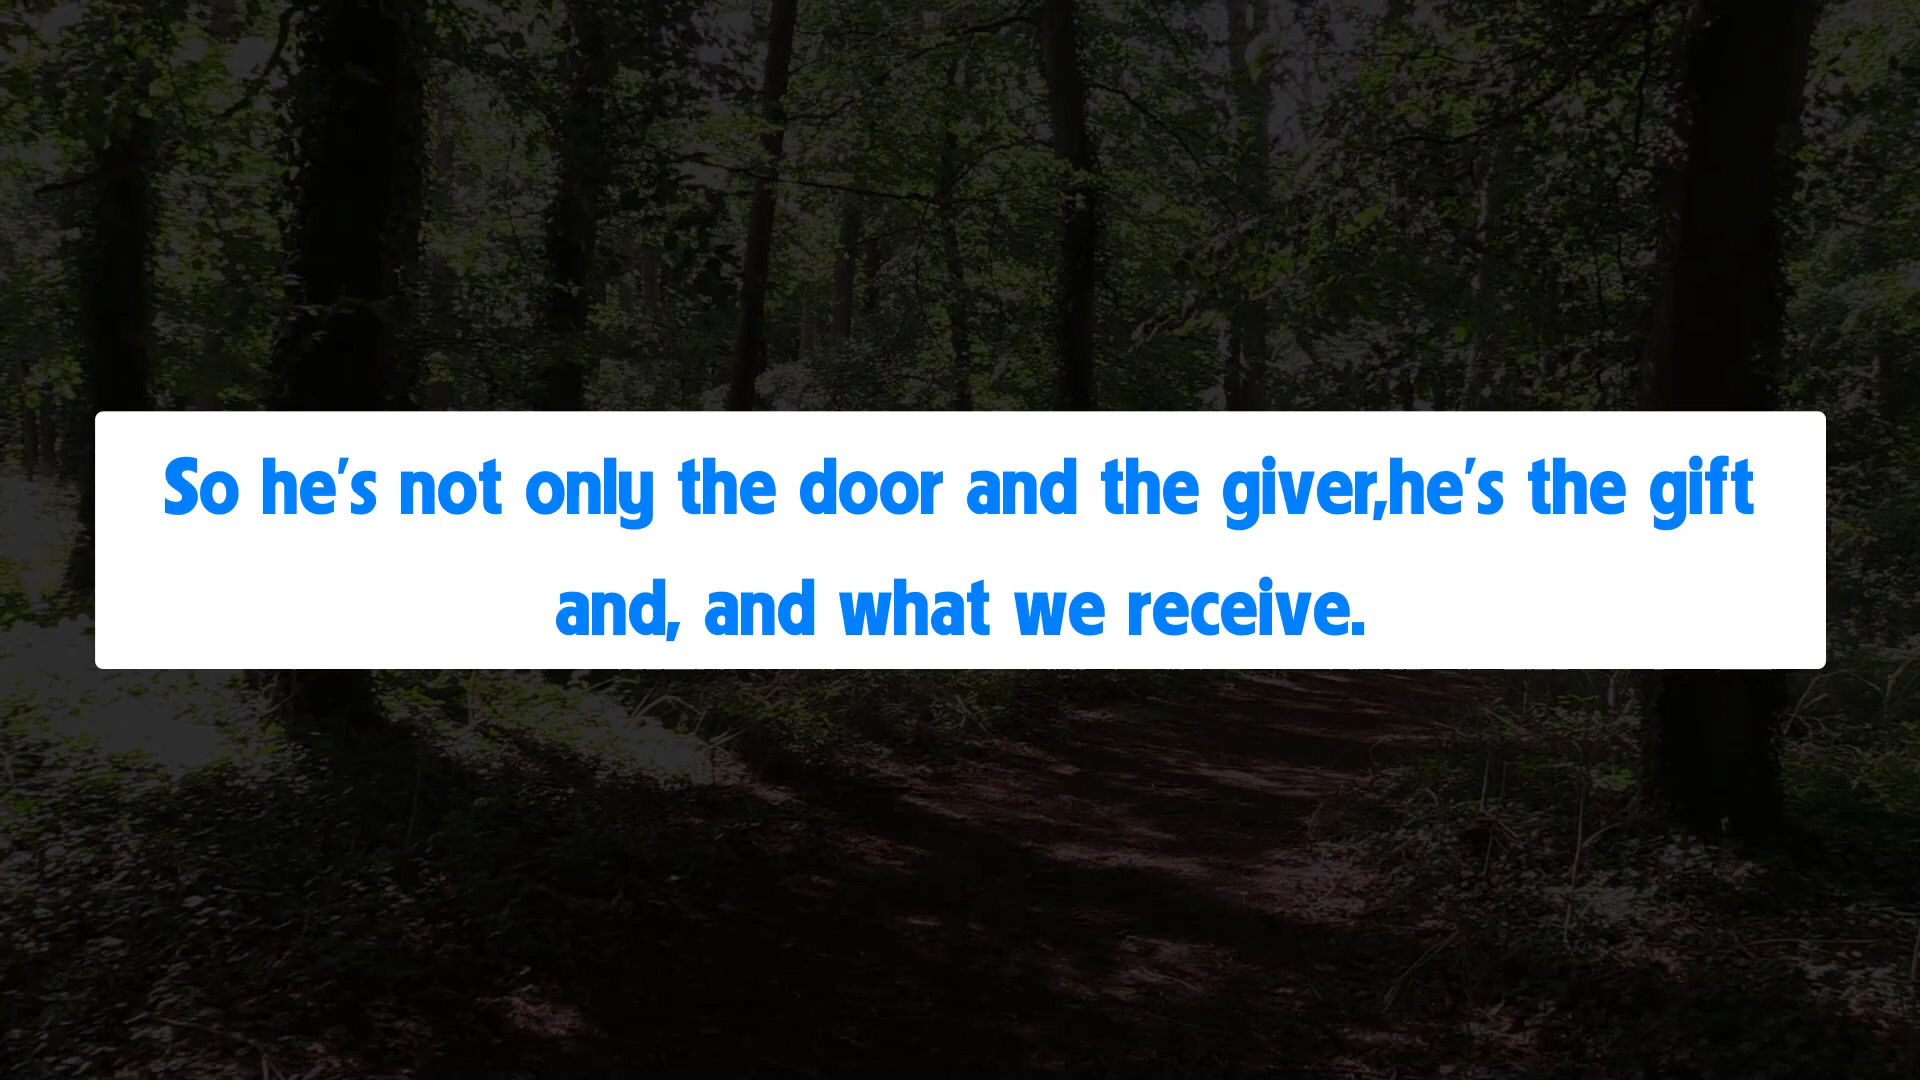 So he's not only the door and the giver,he's the gift
and, and what we receive.